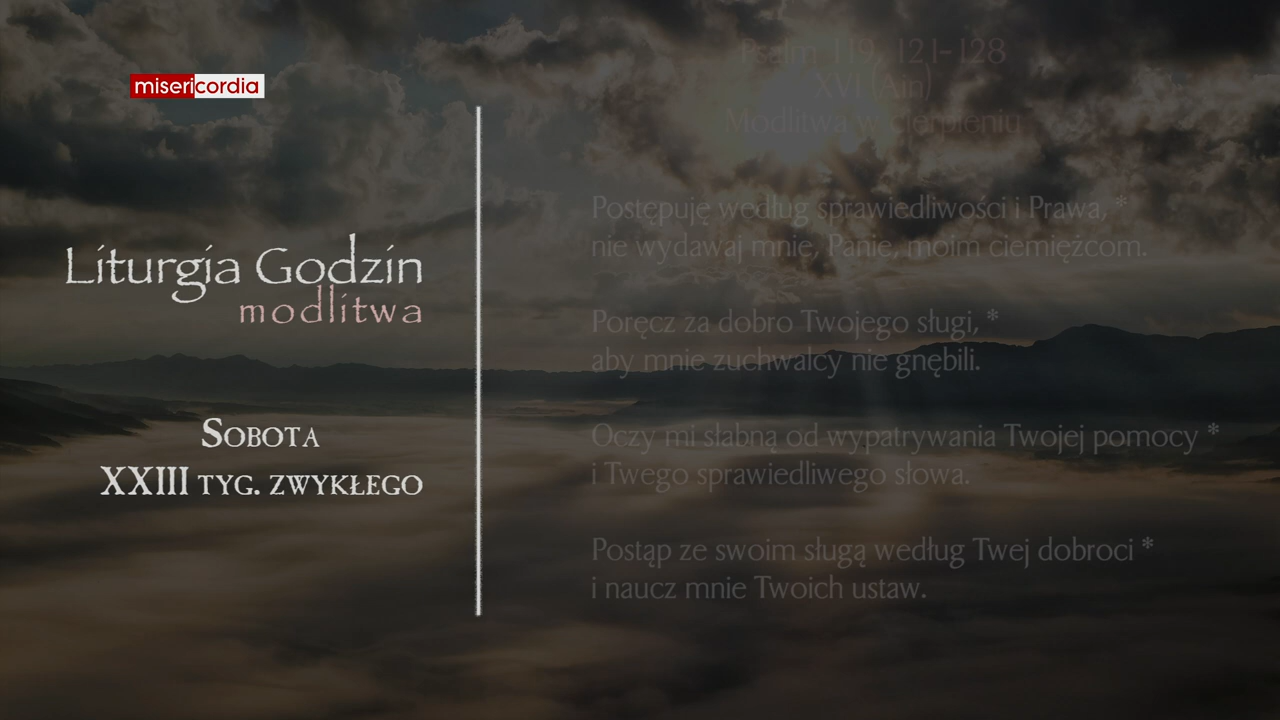 misericordia
Liturgia Godzin
modlitwa
Sobota
XXIII tyg. zwykłego
Psalm 119, 121-128
XVI (Ain)
Modlitwa w cierpieniu
Postępuję według sprawiedliwości i Prawa, *
nie wydawaj mnie, Panie, moim ciemięzcom.
Poręcz za dobro Twojego sługi, *
aby mnie zuchwalcy nie gnębili.
Oczy mi słabną od wypatrywania Twojej pomocy *
i Twego sprawiedliwego słowa.
Postąp ze swoim sługą według Twej dobroci *
i naucz mnie Twoich ustaw.